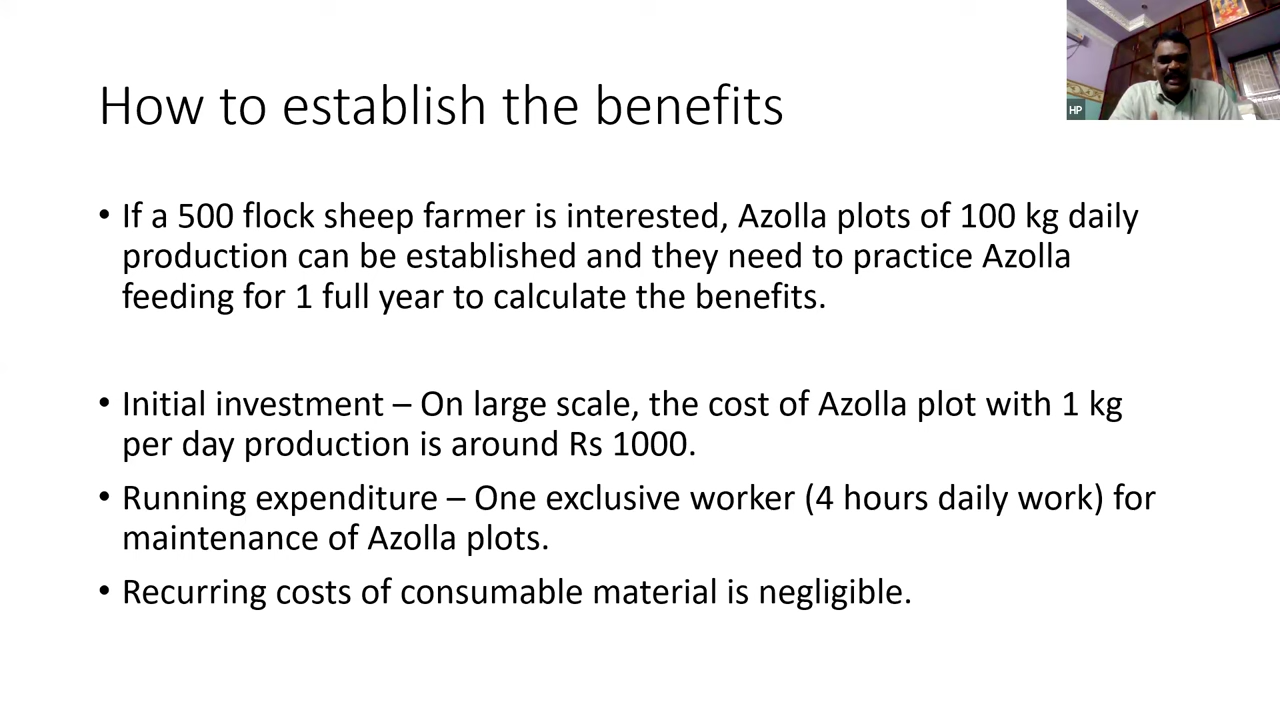 How to establish the benefits
HP
• If a 500 flock sheep farmer is interested, Azolla plots of 100 kg daily
production can be established and they need to practice Azolla
feeding for 1 full year to calculate the benefits.
• Initial investment – On large scale, the cost of Azolla plot with 1 kg
per day production is around Rs 1000.
• Running expenditure – One exclusive worker (4 hours daily work) for
maintenance of Azolla plots.
• Recurring costs of consumable material is negligible.